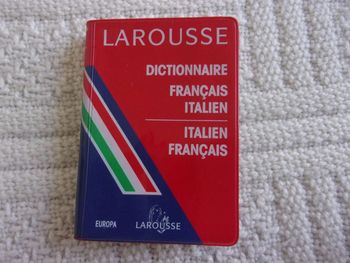 LAROUSSE
DICTIONNAIRE
FRANÇAIS
ITALIEN
ITALIEN
FRANÇAIS
EUROPA
LAROUSSE